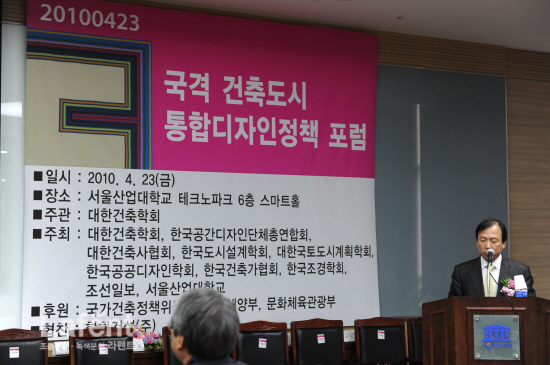 20100423
국격 건축도시
통합디자인정책 포럼
■일시 : 2010. 4. 23(금)
■장소 : 서울산업대학교 테크노파크 6층 스마트홀
■주관 : 대한건축학회
■주최 : 대한건축학회, 한국공간디자인단체총연합회,
대한건축사협회, 한국도시설계학회, 대한국토도시계획학회,
한국공공디자인학회, 한국건축가협회, 한국조경학회,
조선일보, 서울산업대학교
■후원 : 국가건축정책위 문화체육관광부